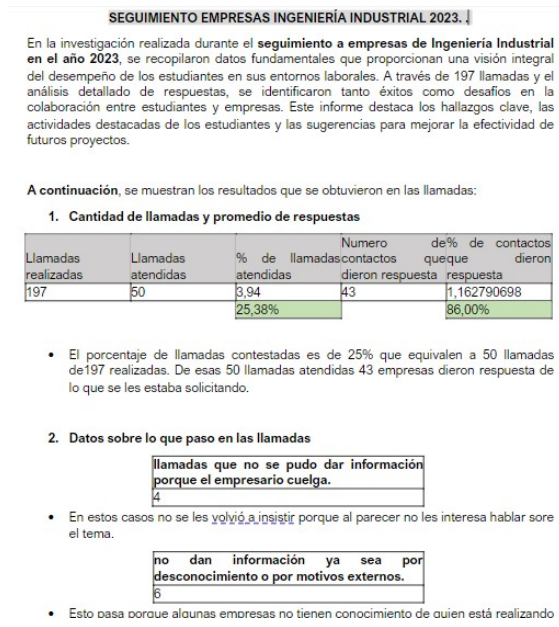 SEGUIMIENTO EMPRESAS INGENIERÍA INDUSTRIAL 2023. .
En la investigación realizada durante el seguimiento a empresas de Ingeniería Industrial
en el año 2023, se recopilaron datos fundamentales que proporcionan una visión integral
del desempeño de los estudiantes en sus entornos laborales. A través de 197 llamadas y el
análisis detallado de respuestas, se identificaron tanto éxitos como desafíos en la
colaboración entre estudiantes y empresas. Este informe destaca los hallazgos clave, las
actividades destacadas de los estudiantes y las sugerencias para mejorar la efectividad de
futuros proyectos.
A continuación, se muestran los resultados que se obtuvieron en las llamadas:
1. Cantidad de llamadas y promedio de respuestas
Llamadas realizadas
Llamadas atendidas
% de llamadas atendidas
Numero de contactos que dieron respuesta
% de contactos que dieron respuesta
197 50 3,94 43 1,162790698
25,38% 86,00%
• El porcentaje de llamadas contestadas es de 25% que equivalen a 50 llamadas
de197 realizadas. De esas 50 llamadas atendidas 43 empresas dieron respuesta de
lo que se les estaba solicitando.
2. Datos sobre lo que paso en las llamadas
llamadas que no se pudo dar información
porque el empresario cuelga.
4
• En estos casos no se les volvió a insistir porque al parecer no les interesa hablar sore
el tema.
no dan información ya sea por
desconocimiento o por motivos externos.
6
• Esto pasa porque algunas empresas no tienen conocimiento de quien está realizando